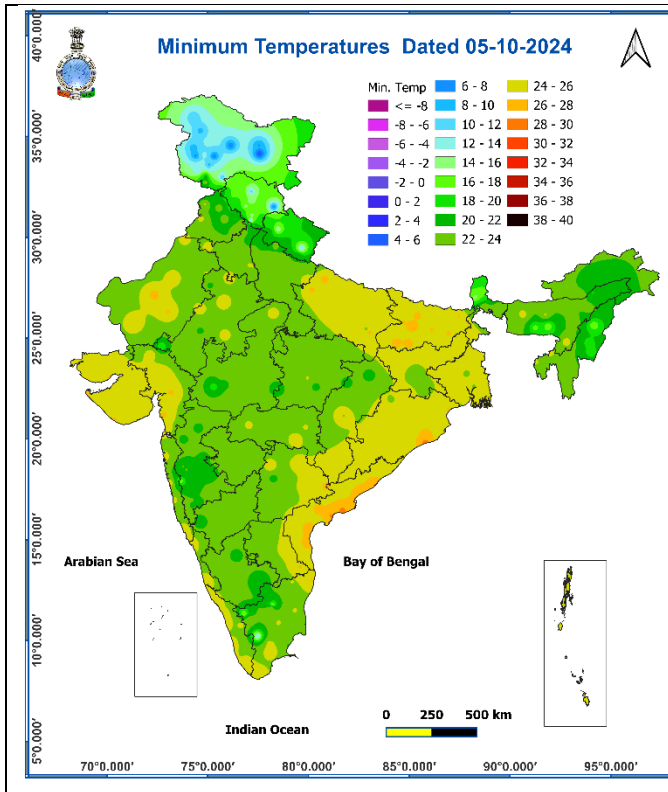 Minimum Temperatures Dated 05-10-2024
Min. Temp
<= -8
-8 - -6
-6 - -4
-4 - -2
-2 - 0
0 - 2
2 - 4
4 - 6
6 - 8
8 - 10
10 - 12
12 - 14
14 - 16
16 - 18
18 - 20
20 - 22
22 - 24
24 - 26
26 - 28
28 - 30
30 - 32
32 - 34
34 - 36
36 - 38
38 - 40
40°0.000'
35°0.000'
30°0.000'
25°0.000'
20°0.000'
15°0.000'
10°0.000'
5°0.000'
Arabian Sea
Bay of Bengal
Indian Ocean
0 250 500 km
70°0.000' 75°0.000' 80°0.000' 85°0.000' 90°0.000' 95°0.000'